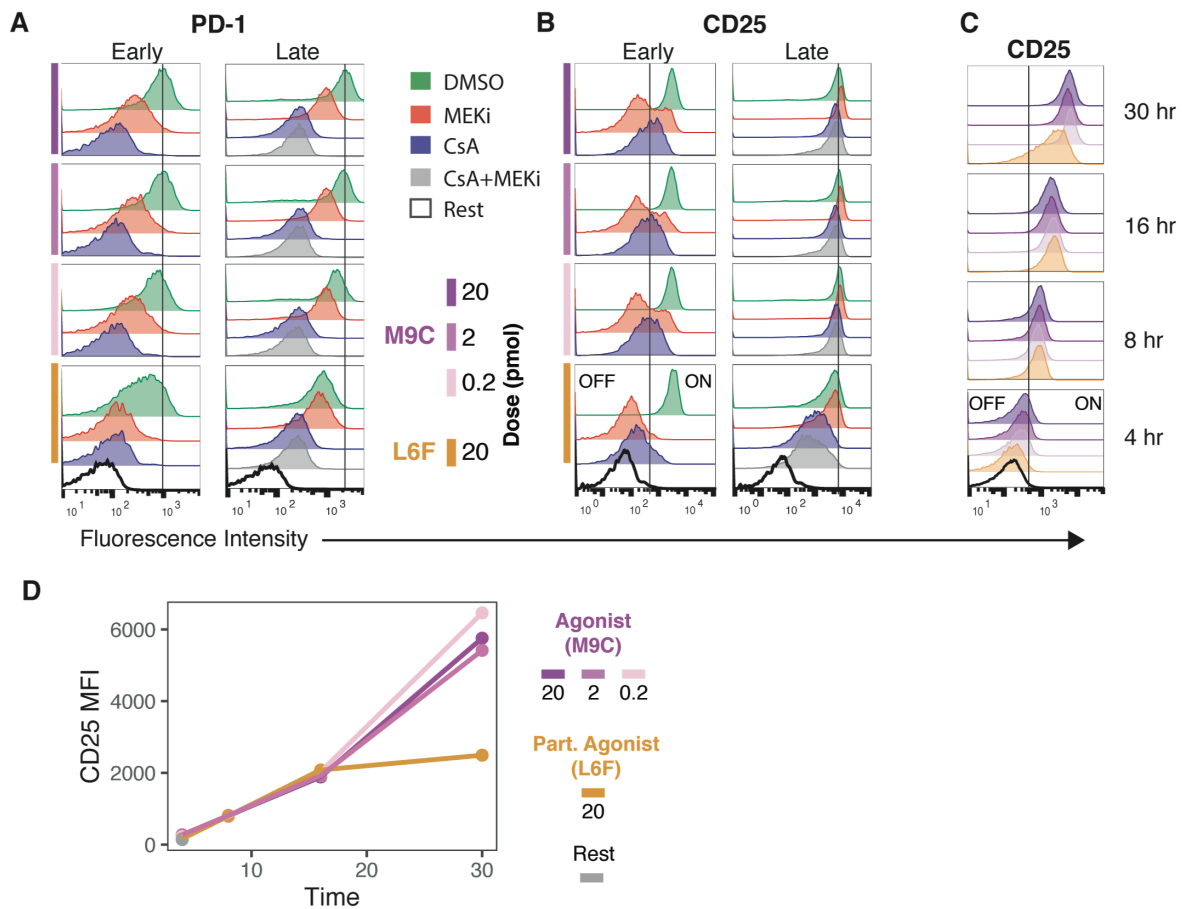 A
PD-1
Early
Late
DMSO
MEKi
CsA
CsA+MEKi
Rest
M9C
20
2
0.2
L6F
20
Dose (pmol)
10^1
10^2
10^3
10^1
10^2
10^3
B
CD25
Early
Late
OFF
ON
10^0
10^2
10^4
10^0
10^2
10^4
C
CD25
30 hr
16 hr
8 hr
4 hr
OFF
ON
10^1
10^3
Fluorescence Intensity
D
CD25 MFI
6000
4000
2000
0
10
20
30
Time
Agonist
(M9C)
20 2 0.2
Part. Agonist
(L6F)
20
Rest